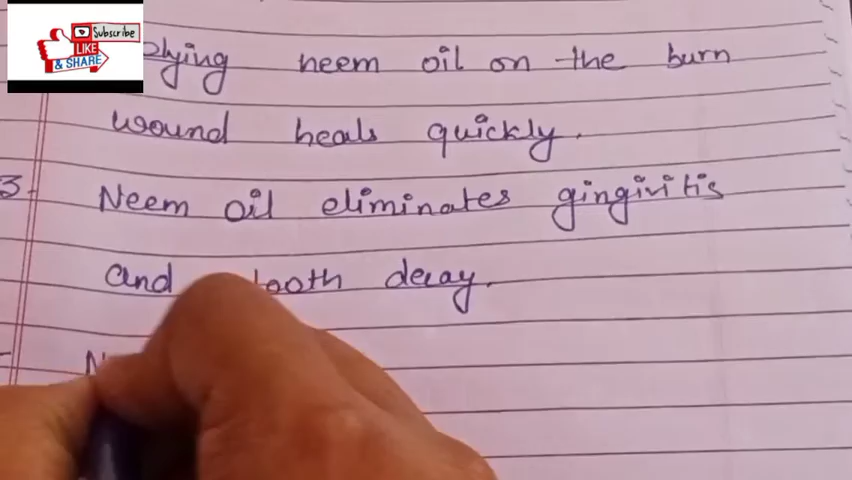 Subscribe
LIKE
& SHARE
plying neem oil on the burn
wound heals quickly.
3. Neem oil eliminates gingivitis
and tooth decay.
N